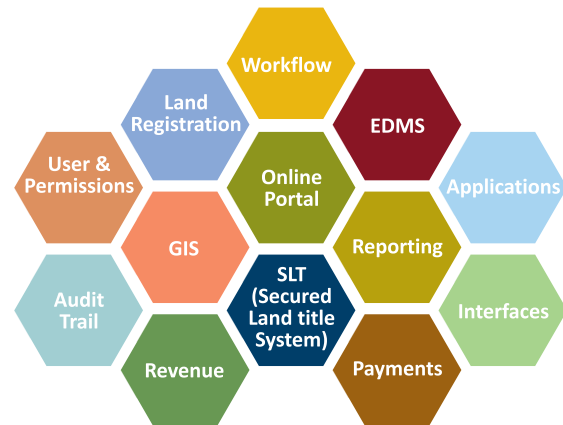 Workflow
Land
Registration
EDMS
User &
Permissions
Online
Portal
Applications
GIS
Reporting
Audit
Trail
SLT
(Secured
Land title
System)
Interfaces
Revenue
Payments